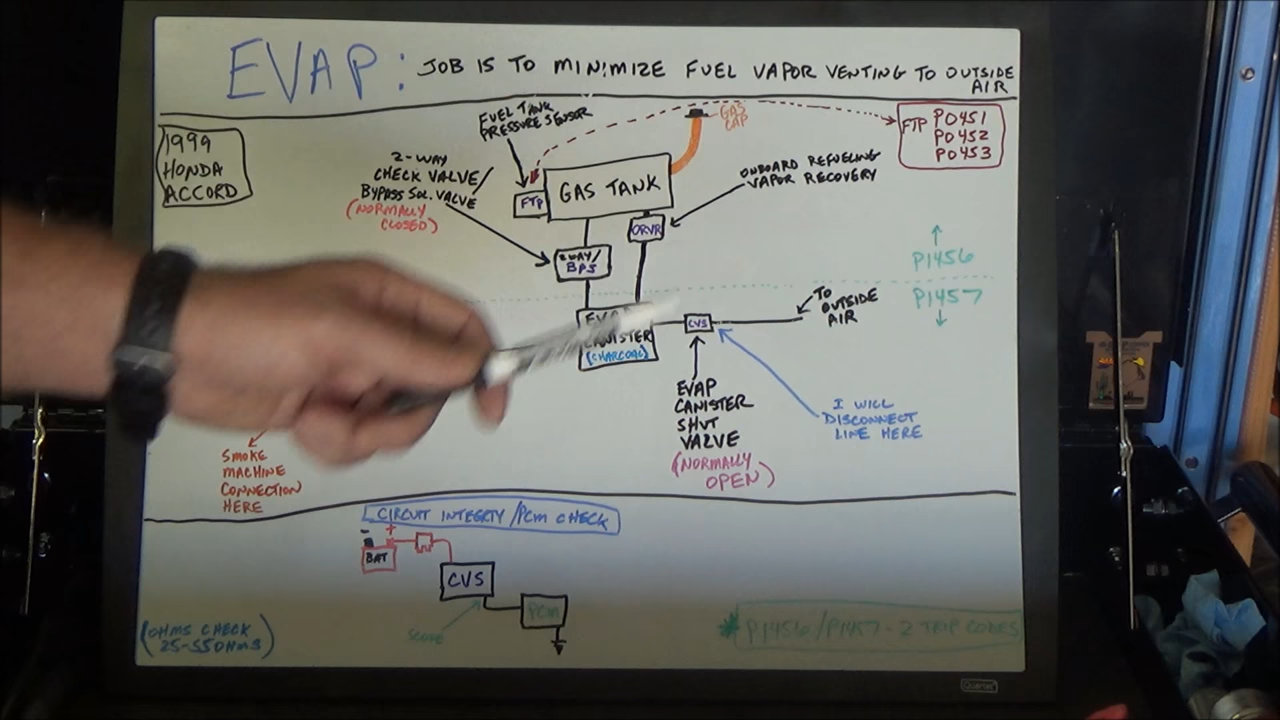 EVAP: JOB IS TO MINIMIZE FUEL VAPOR VENTING TO OUTSIDE
AIR
1999
HONDA
ACCORD
FUEL TANK
PRESSURE SENSOR
GAS
CAP
FTP P0451
P0452
P0453
2-WAY
CHECK VALVE/
BYPASS SOL. VALVE
(NORMALLY
CLOSED)
FTP
GAS TANK
ONBOARD REFUELING
VAPOR RECOVERY
ORVR
2WAY/
BPS
P1456
P1457
TO
OUTSIDE
AIR
CANISTER
(CHARCOAL)
CVS
EVAP
CANISTER
SHUT
VALVE
(NORMALLY
OPEN)
I WILL
DISCONNECT
LINE HERE
SMOKE
MACHINE
CONNECTION
HERE
CIRCUIT INTEGRTY/PCM CHECK
- +
BAT
CVS
PCM
SCOPE
(OHMS CHECK
25-55 OHMS)
* P1456/P1457 - 2 TRIP CODES
Quartet